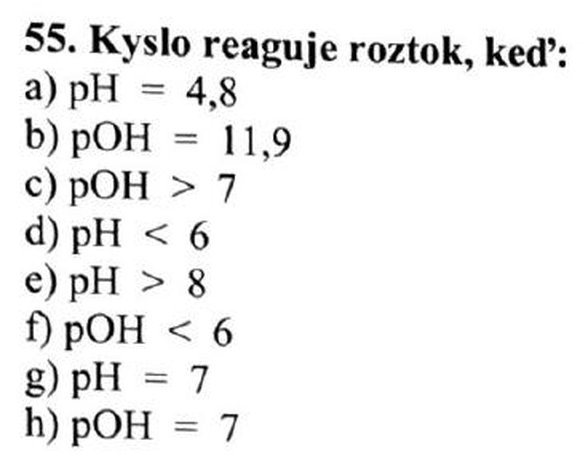 55. Kyslo reaguje roztok, keď:
a) pH = 4,8
b) pOH = 11,9
c) pOH > 7
d) pH < 6
e) pH > 8
f) pOH < 6
g) pH = 7
h) pOH = 7